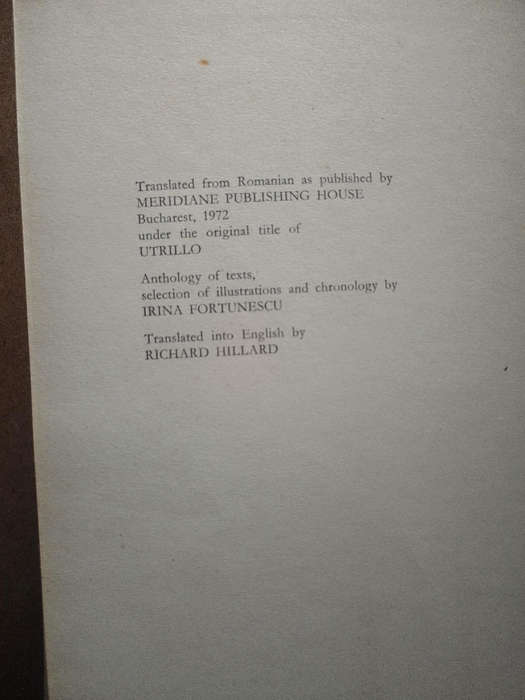 Translated from Romanian as published by
MERIDIANE PUBLISHING HOUSE
Bucharest, 1972
under the original title of
UTRILLO
Anthology of texts,
selection of illustrations and chronology by
IRINA FORTUNESCU
Translated into English by
RICHARD HILLARD